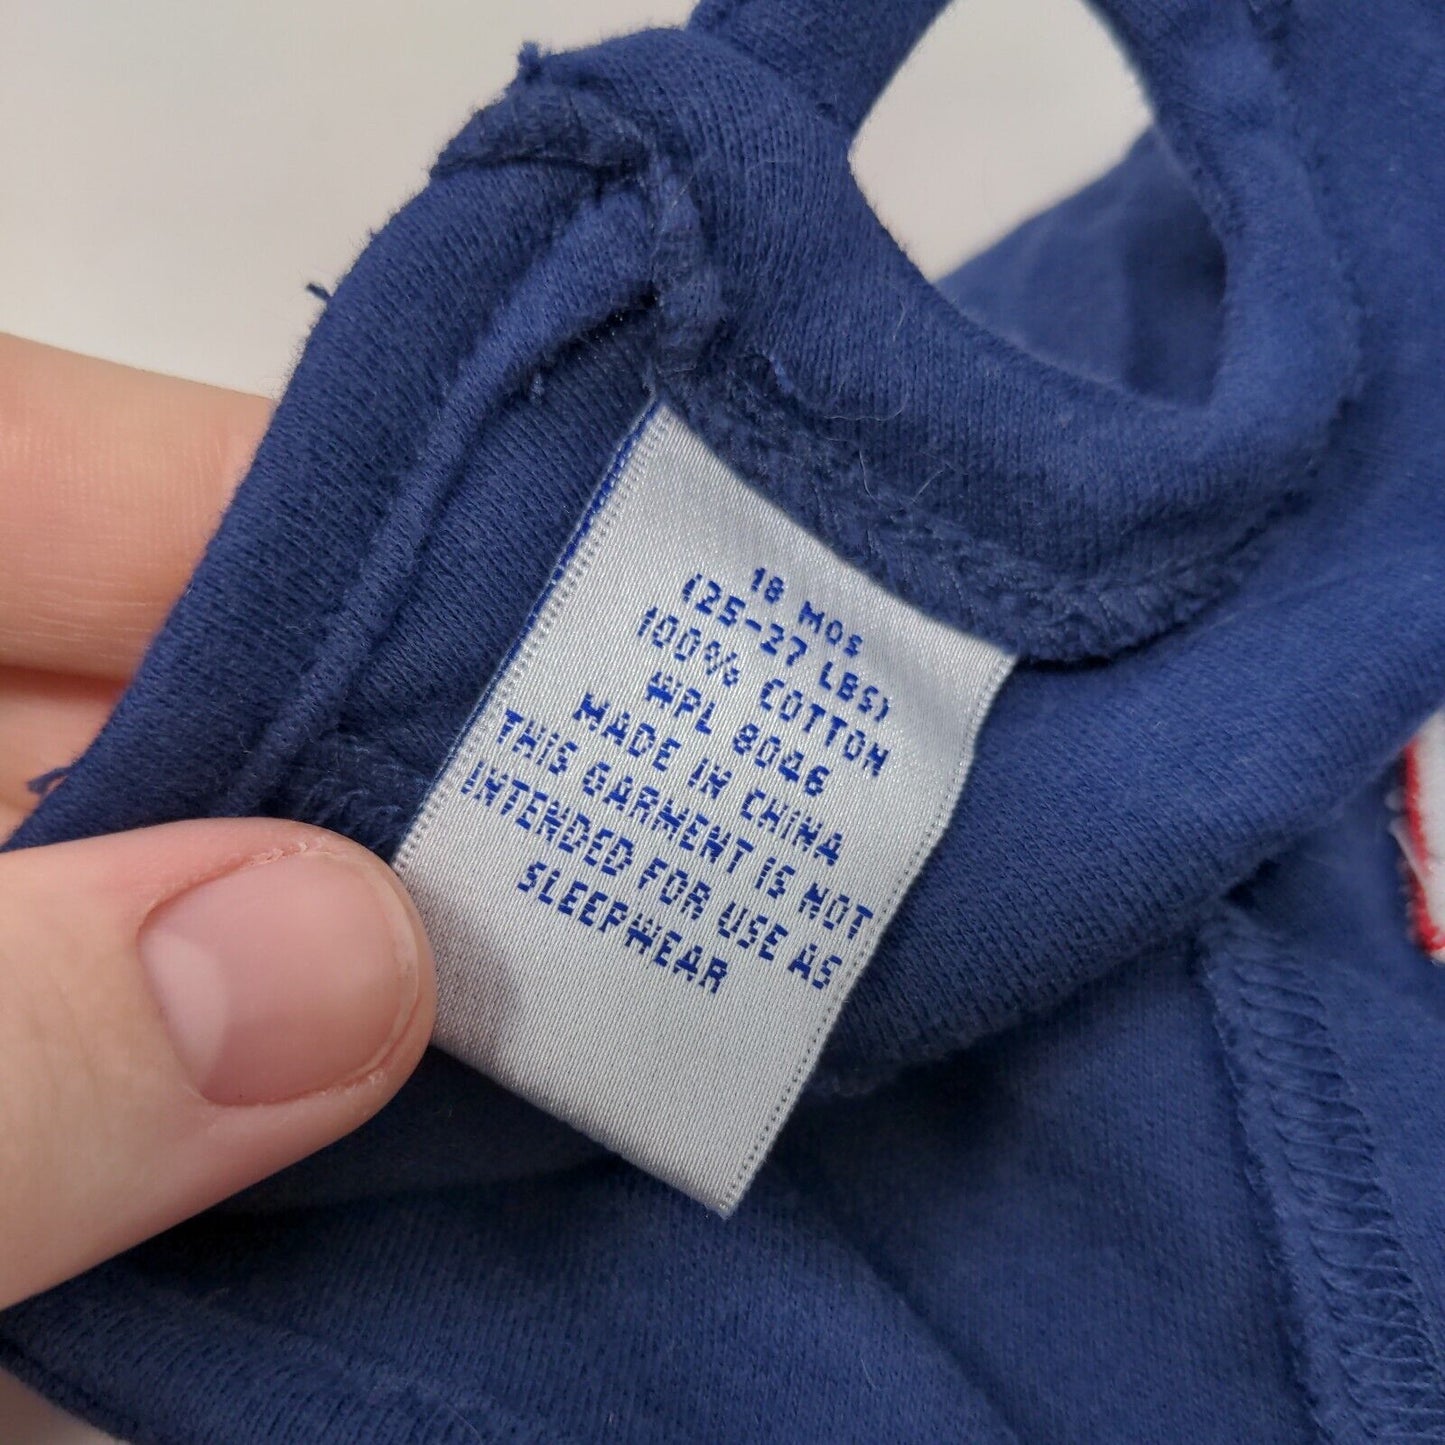 18 MOS
(25-27 LBS)
100% COTTON
WPL 8046
MADE IN CHINA
THIS GARMENT IS NOT
INTENDED FOR USE AS
SLEEPWEAR